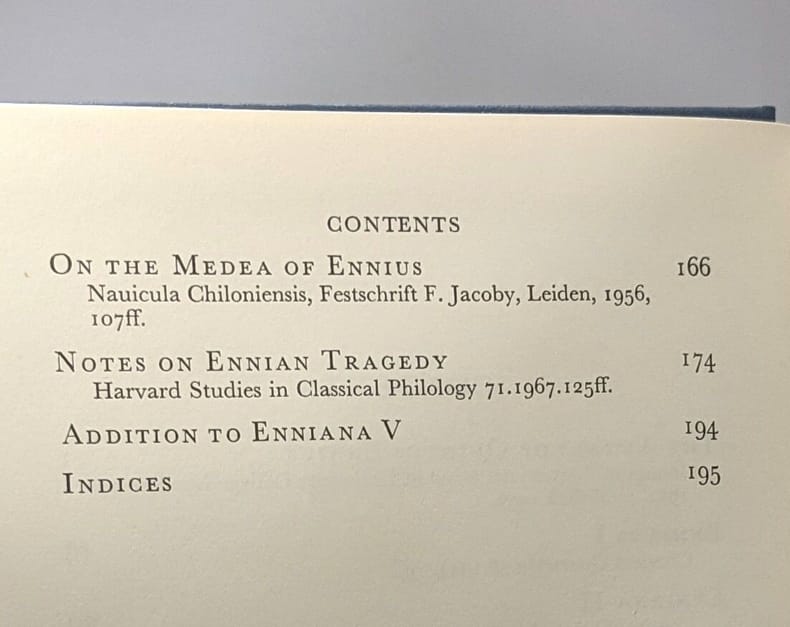 CONTENTS
ON THE MEDEA OF ENNIUS 166
Nauicula Chiloniensis, Festschrift F. Jacoby, Leiden, 1956,
107ff.
NOTES ON ENNIAN TRAGEDY 174
Harvard Studies in Classical Philology 71.1967.125ff.
ADDITION TO ENNIANA V 194
INDICES 195